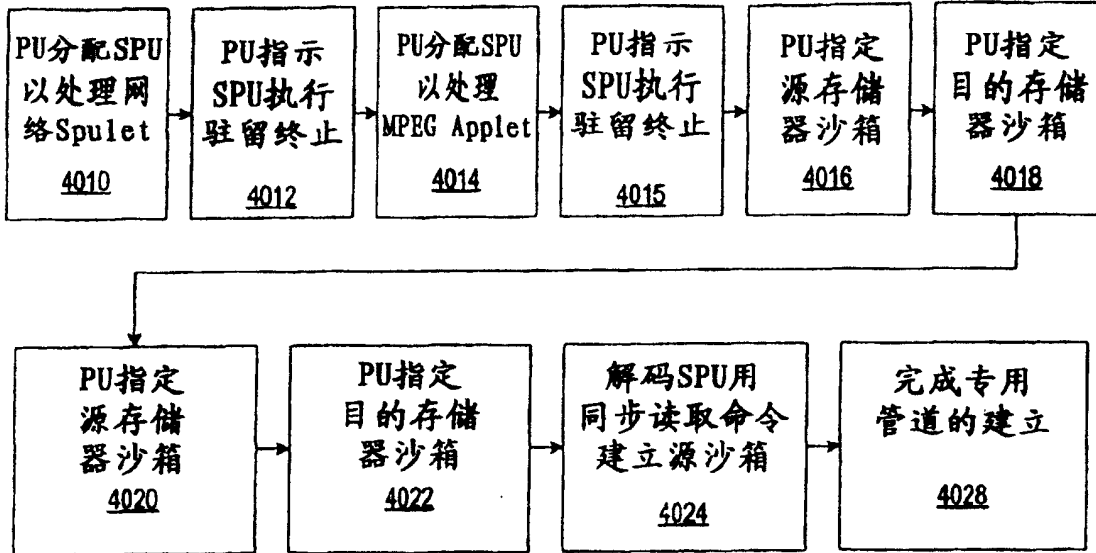 PU分配SPU
以处理网
络Spulet
4010
PU指示
SPU执行
驻留终止
4012
PU分配SPU
以处理
MPEG Applet
4014
PU指示
SPU执行
驻留终止
4015
PU指定
源存储
器沙箱
4016
PU指定
目的存储
器沙箱
4018
PU指定
源存储
器沙箱
4020
PU指定
目的存储
器沙箱
4022
解码SPU用
同步读取命令
建立源沙箱
4024
完成专用
管道的建立
4028